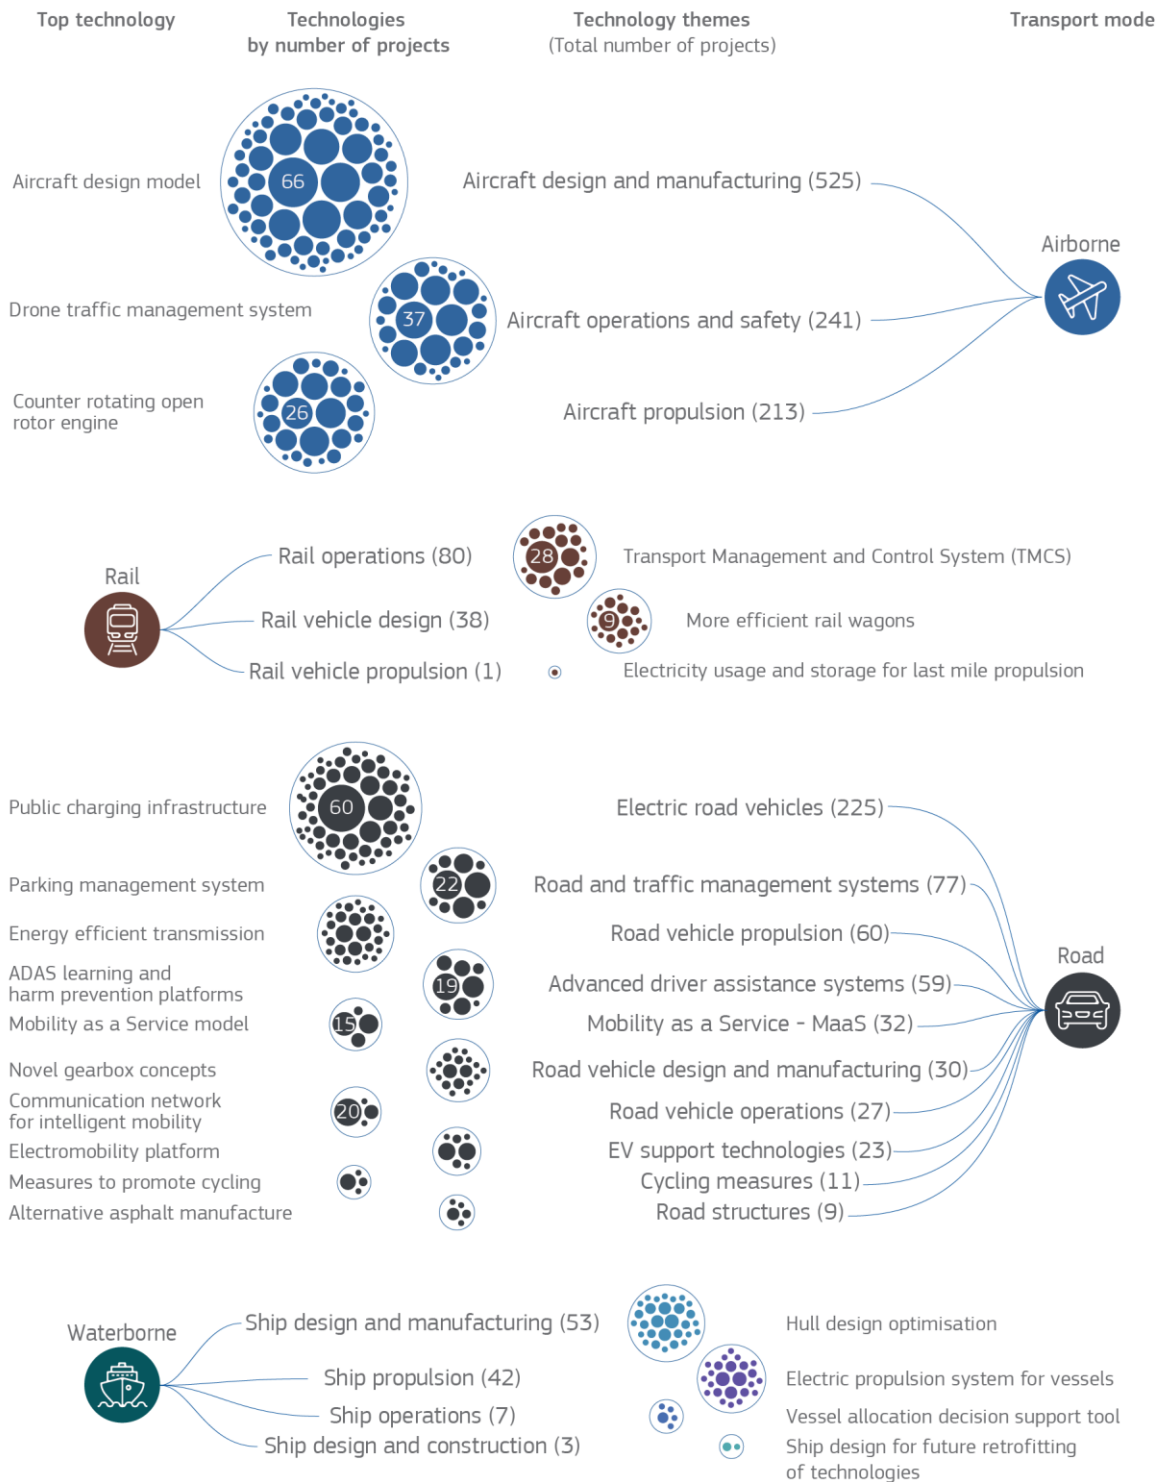 Top technology
Technologies
by number of projects
Technology themes
(Total number of projects)
Transport mode
Aircraft design model
66
Aircraft design and manufacturing (525)
Airborne
Drone traffic management system
37
Aircraft operations and safety (241)
Counter rotating open
rotor engine
26
Aircraft propulsion (213)
Rail
Rail operations (80)
28
Transport Management and Control System (TMCS)
Rail vehicle design (38)
9
More efficient rail wagons
Rail vehicle propulsion (1)
Electricity usage and storage for last mile propulsion
Public charging infrastructure
60
Electric road vehicles (225)
Parking management system
22
Road and traffic management systems (77)
Energy efficient transmission
Road vehicle propulsion (60)
Road
ADAS learning and
harm prevention platforms
19
Advanced driver assistance systems (59)
Mobility as a Service model
15
Mobility as a Service - MaaS (32)
Novel gearbox concepts
Road vehicle design and manufacturing (30)
Communication network
for intelligent mobility
20
Road vehicle operations (27)
Electromobility platform
EV support technologies (23)
Measures to promote cycling
Cycling measures (11)
Alternative asphalt manufacture
Road structures (9)
Waterborne
Ship design and manufacturing (53)
Hull design optimisation
Ship propulsion (42)
Electric propulsion system for vessels
Ship operations (7)
Vessel allocation decision support tool
Ship design and construction (3)
Ship design for future retrofitting
of technologies